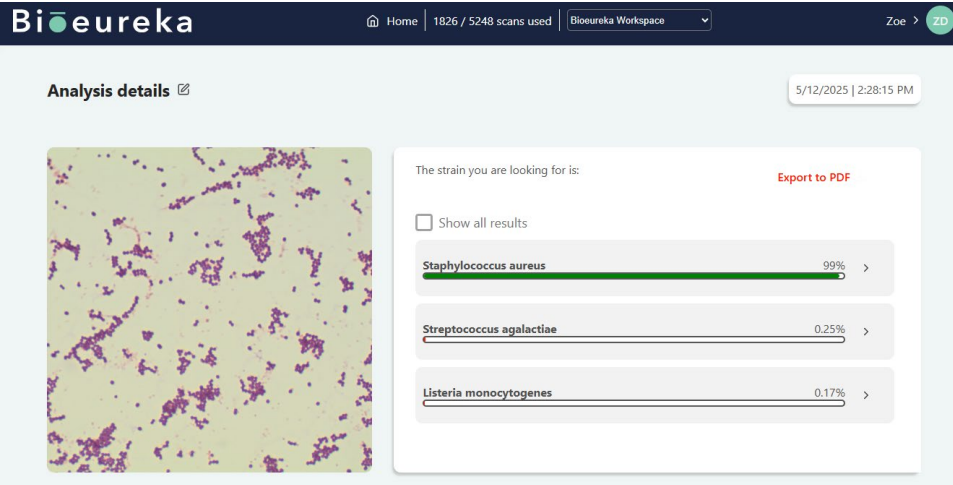 Bioeureka
Home
1826 / 5248 scans used
Bioeureka Workspace
Zoe >
ZD
Analysis details
5/12/2025 | 2:28:15 PM
The strain you are looking for is:
Export to PDF
Show all results
Staphylococcus aureus 99%
Streptococcus agalactiae 0.25%
Listeria monocytogenes 0.17%